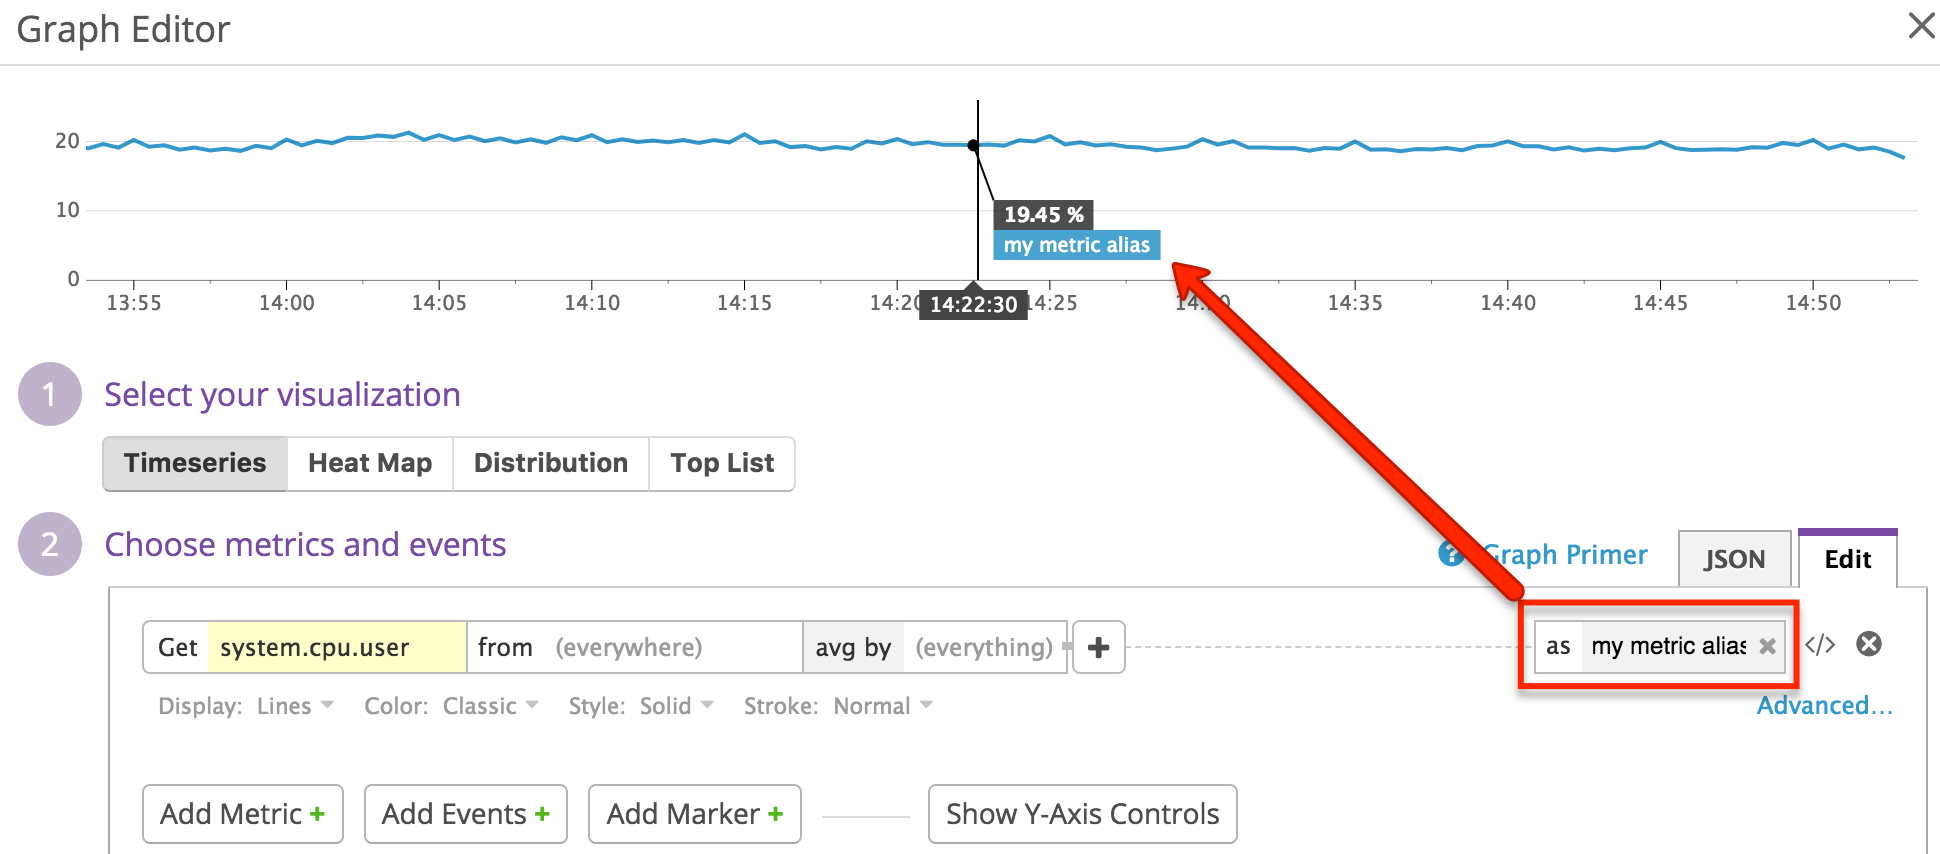 Graph Editor
20
10
0
19.45 %
my metric alias
13:55 14:00 14:05 14:10 14:15 14:20 14:22:30 14:25 14:35 14:40 14:45 14:50
1 Select your visualization
Timeseries Heat Map Distribution Top List
2 Choose metrics and events
? Graph Primer JSON Edit
Get system.cpu.user from (everywhere) avg by (everything) + as my metric alias </>
Display: Lines Color: Classic Style: Solid Stroke: Normal Advanced...
Add Metric + Add Events + Add Marker + Show Y-Axis Controls